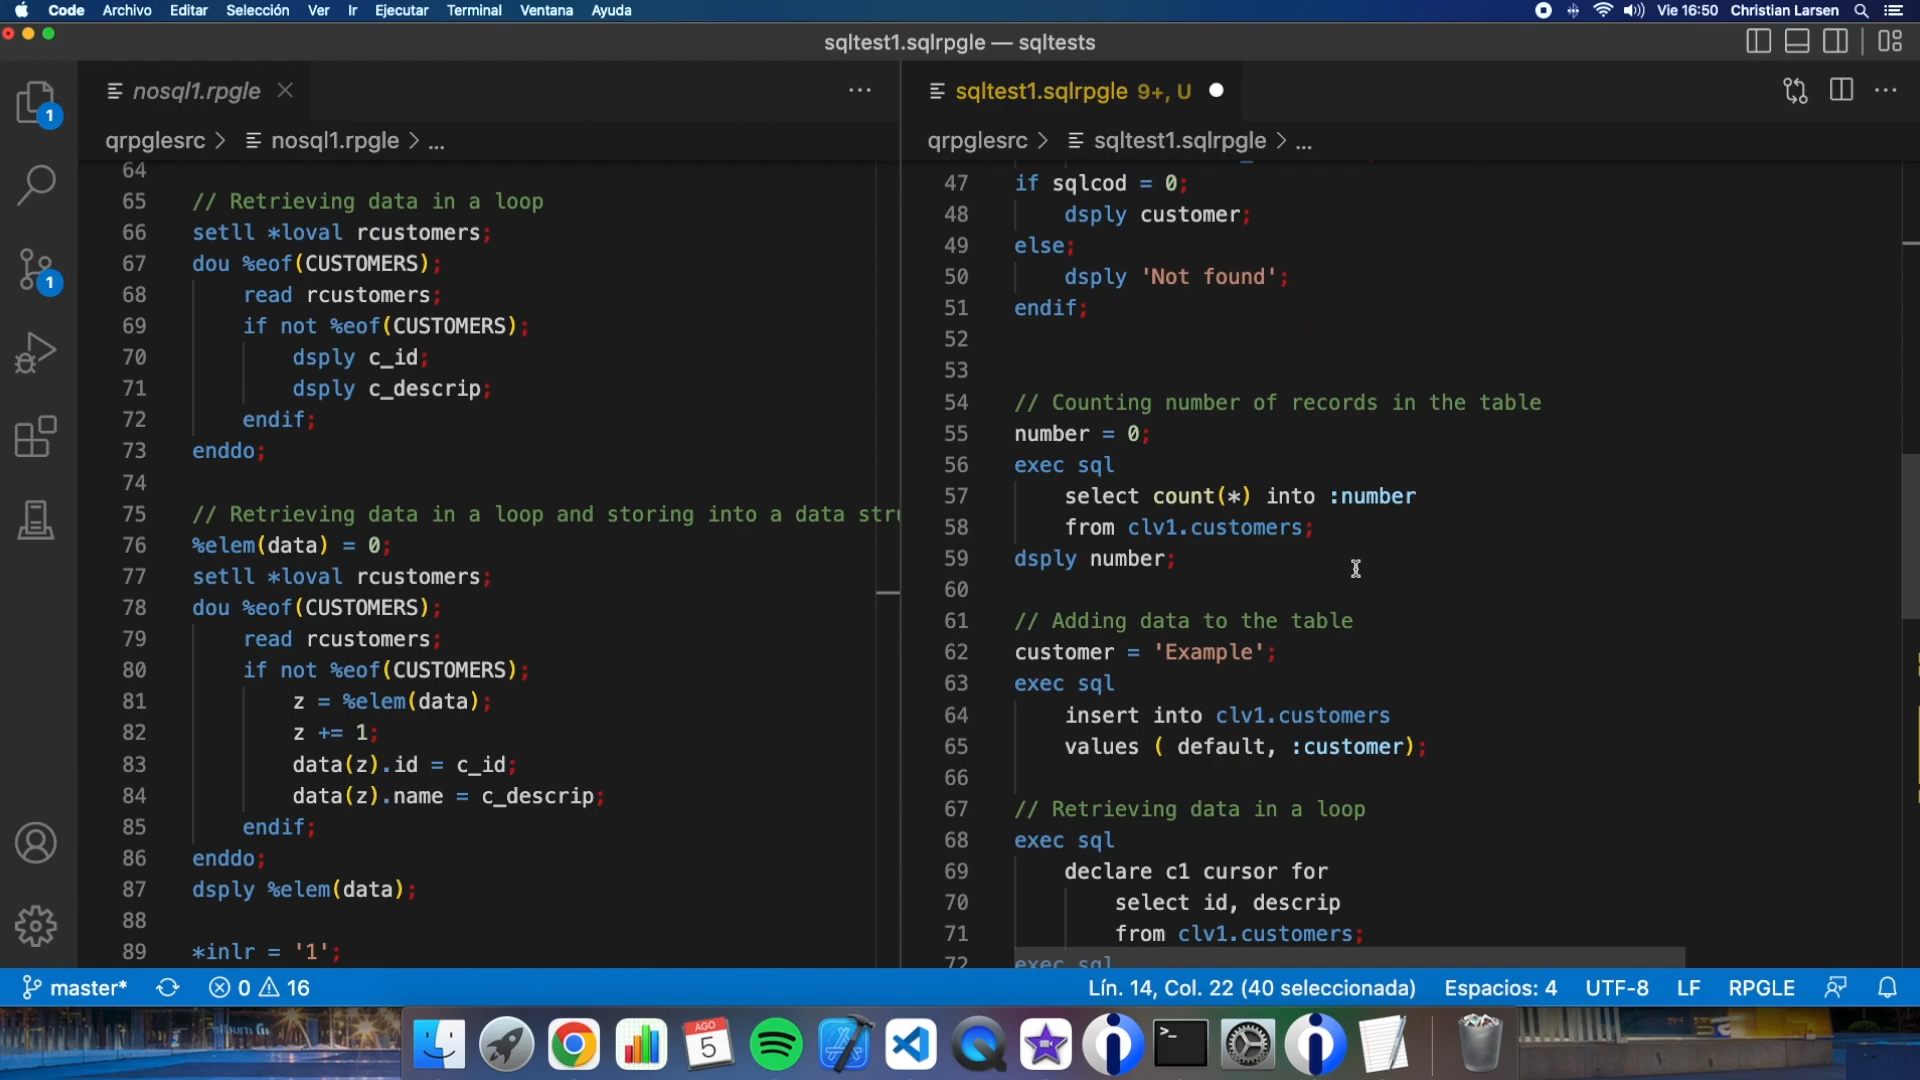 Code Archivo Editar Selección Ver Ir Ejecutar Terminal Ventana Ayuda Vie 16:50 Christian Larsen
sqltest1.sqlrpgle — sqltests
nosql1.rpgle
qrpglesrc > nosql1.rpgle > ...
64
65 // Retrieving data in a loop
66 setll *loval rcustomers;
67 dou %eof(CUSTOMERS);
68 read rcustomers;
69 if not %eof(CUSTOMERS);
70 dsply c_id;
71 dsply c_descrip;
72 endif;
73 enddo;
74
75 // Retrieving data in a loop and storing into a data stru
76 %elem(data) = 0;
77 setll *loval rcustomers;
78 dou %eof(CUSTOMERS);
79 read rcustomers;
80 if not %eof(CUSTOMERS);
81 z = %elem(data);
82 z += 1;
83 data(z).id = c_id;
84 data(z).name = c_descrip;
85 endif;
86 enddo;
87 dsply %elem(data);
88
89 *inlr = '1';
sqltest1.sqlrpgle 9+, U
qrpglesrc > sqltest1.sqlrpgle > ...
47 if sqlcod = 0;
48 dsply customer;
49 else;
50 dsply 'Not found';
51 endif;
52
53
54 // Counting number of records in the table
55 number = 0;
56 exec sql
57 select count(*) into :number
58 from clv1.customers;
59 dsply number;
60
61 // Adding data to the table
62 customer = 'Example';
63 exec sql
64 insert into clv1.customers
65 values ( default, :customer);
66
67 // Retrieving data in a loop
68 exec sql
69 declare c1 cursor for
70 select id, descrip
71 from clv1.customers;
72 exec sql
1
1
master* 0 16 Lín. 14, Col. 22 (40 seleccionada) Espacios: 4 UTF-8 LF RPGLE
AGO
5